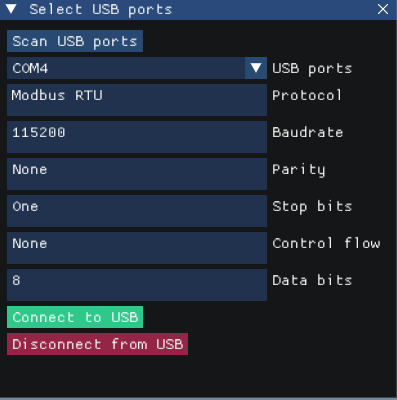 Select USB ports
Scan USB ports
COM4 USB ports
Modbus RTU Protocol
115200 Baudrate
None Parity
One Stop bits
None Control flow
8 Data bits
Connect to USB
Disconnect from USB